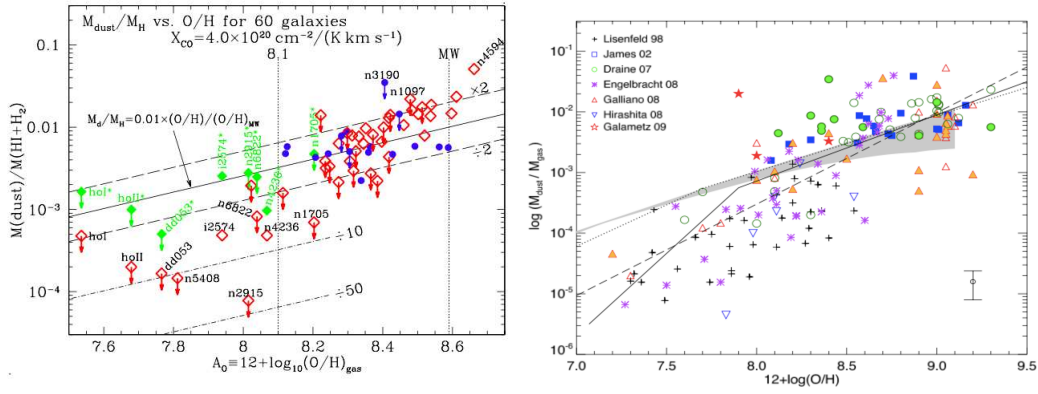 M_dust/M_H vs. O/H for 60 galaxies
X_CO=4.0×10^20 cm^-2/(K km s^-1)
8.1
MW
n4594
n3190
×2
n1097
M_d/M_H=0.01×(O/H)/(O/H)_MW
÷2
i2574*
n2915*
n6822*
n1705*
n4236*
hoI*
hoII*
dd053*
n6822
n1705
hoI
i2574
n4236
÷10
hoII
dd053
n5408
n2915
÷50
M(dust)/M(HI+H_2)
0.1
0.01
10^-3
10^-4
7.6
7.8
8
8.2
8.4
8.6
A_O≡12+log_10(O/H)_gas
Lisenfeld 98
James 02
Draine 07
Engelbracht 08
Galliano 08
Hirashita 08
Galametz 09
log (M_dust/M_gas)
10^-1
10^-2
10^-3
10^-4
10^-5
10^-6
7.0
7.5
8.0
8.5
9.0
9.5
12+log(O/H)